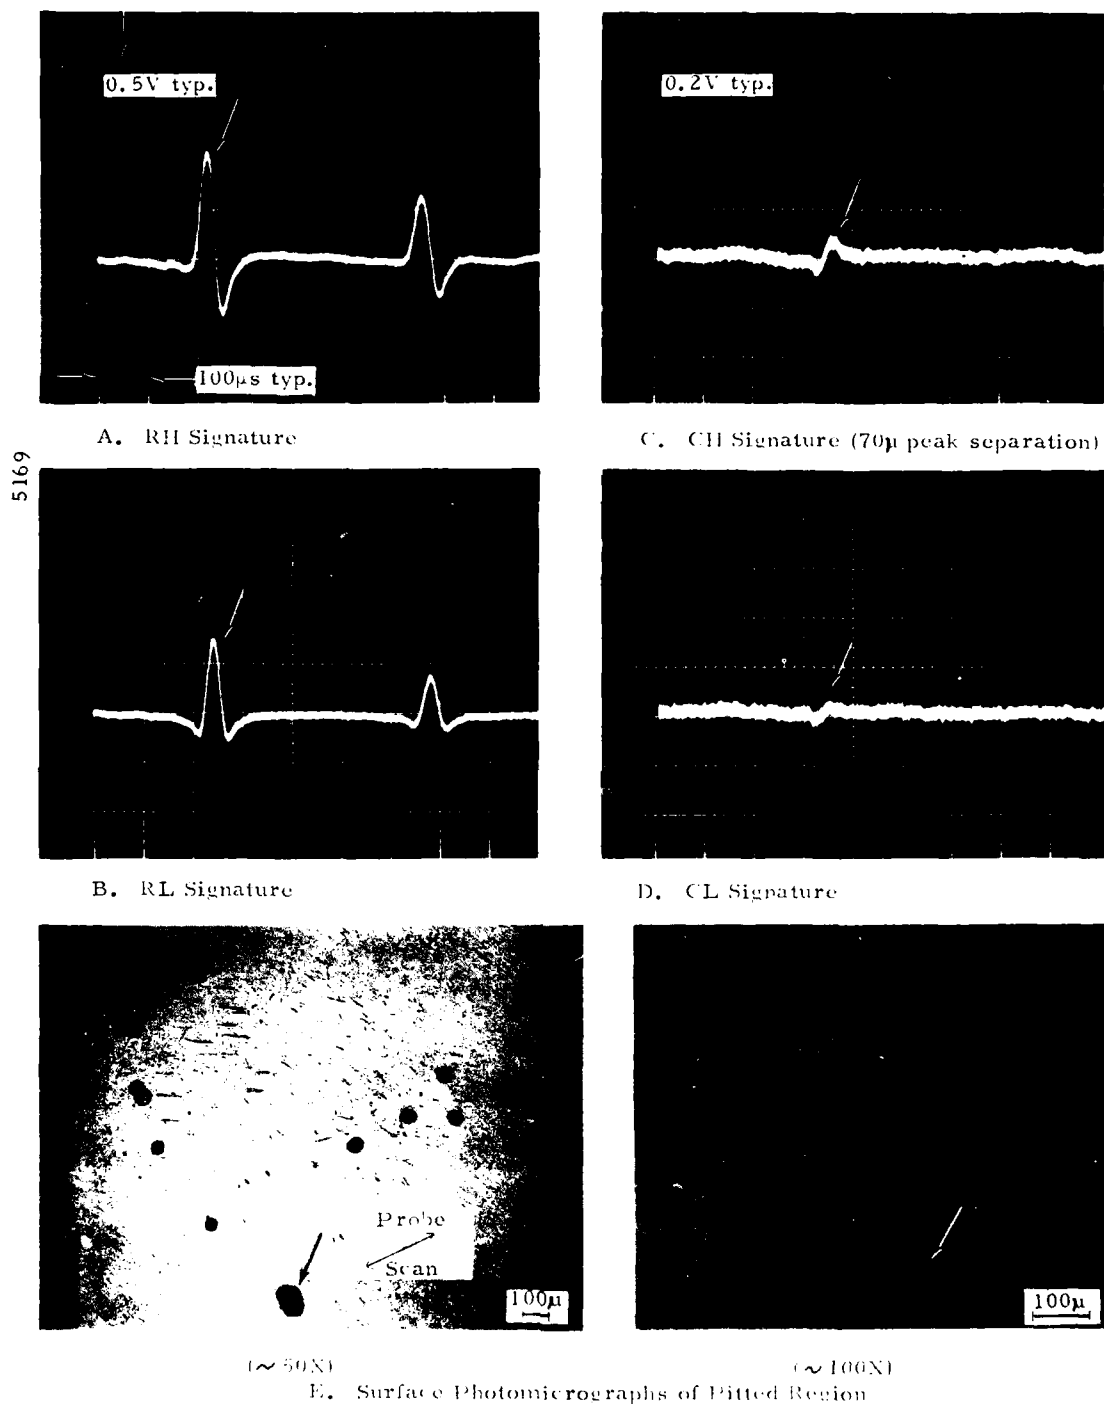 0.5V typ.
0.2V typ.
100µs typ.
A. RH Signature
C. CH Signature (70µ peak separation)
5169
B. RL Signature
D. CL Signature
Probe
Scan
100µ
100µ
(~50X)
(~100X)
E. Surface Photomicrographs of Pitted Region